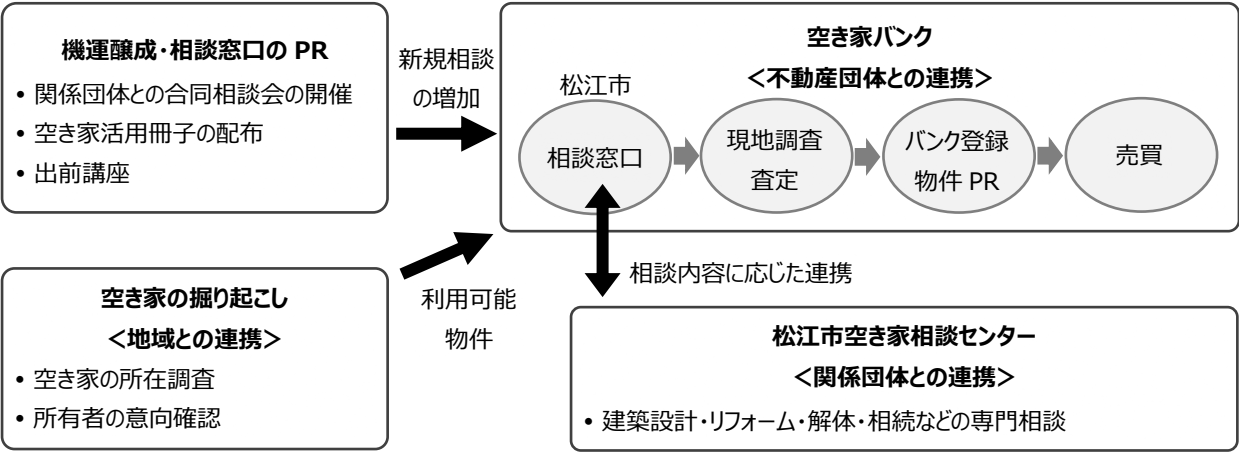 機運醸成・相談窓口の PR
• 関係団体との合同相談会の開催
• 空き家活用冊子の配布
• 出前講座
新規相談
の増加
空き家バンク
＜不動産団体との連携＞
松江市
相談窓口
現地調査
査定
バンク登録
物件 PR
売買
空き家の掘り起こし
＜地域との連携＞
• 空き家の所在調査
• 所有者の意向確認
利用可能
物件
相談内容に応じた連携
松江市空き家相談センター
＜関係団体との連携＞
• 建築設計・リフォーム・解体・相続などの専門相談